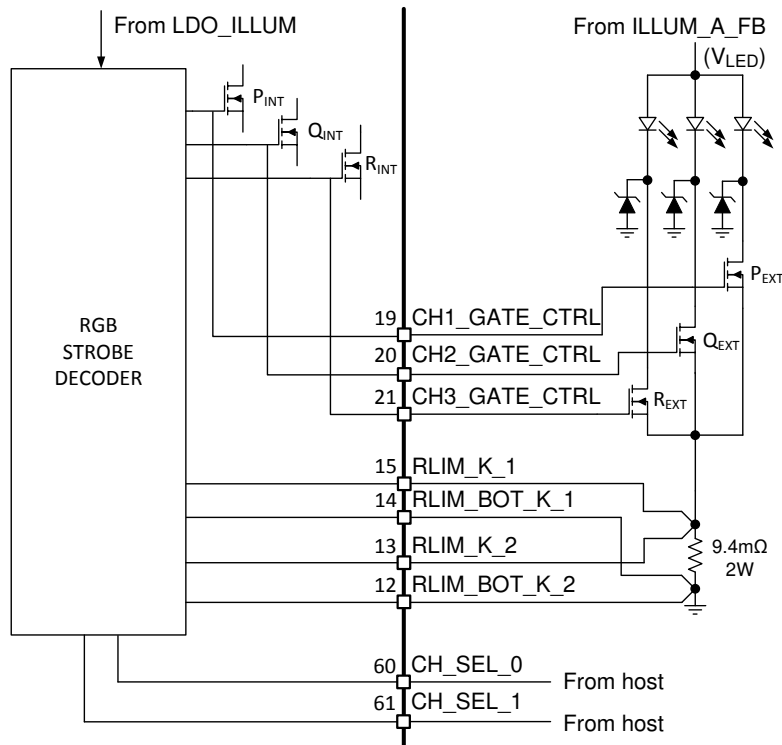 From LDO_ILLUM
From ILLUM_A_FB
(VLED)
PINT
QINT
RINT
PEXT
RGB
STROBE
DECODER
19 CH1_GATE_CTRL
QEXT
20 CH2_GATE_CTRL
21 CH3_GATE_CTRL
REXT
15 RLIM_K_1
14 RLIM_BOT_K_1
13 RLIM_K_2
9.4mΩ
2W
12 RLIM_BOT_K_2
60 CH_SEL_0
From host
61 CH_SEL_1
From host